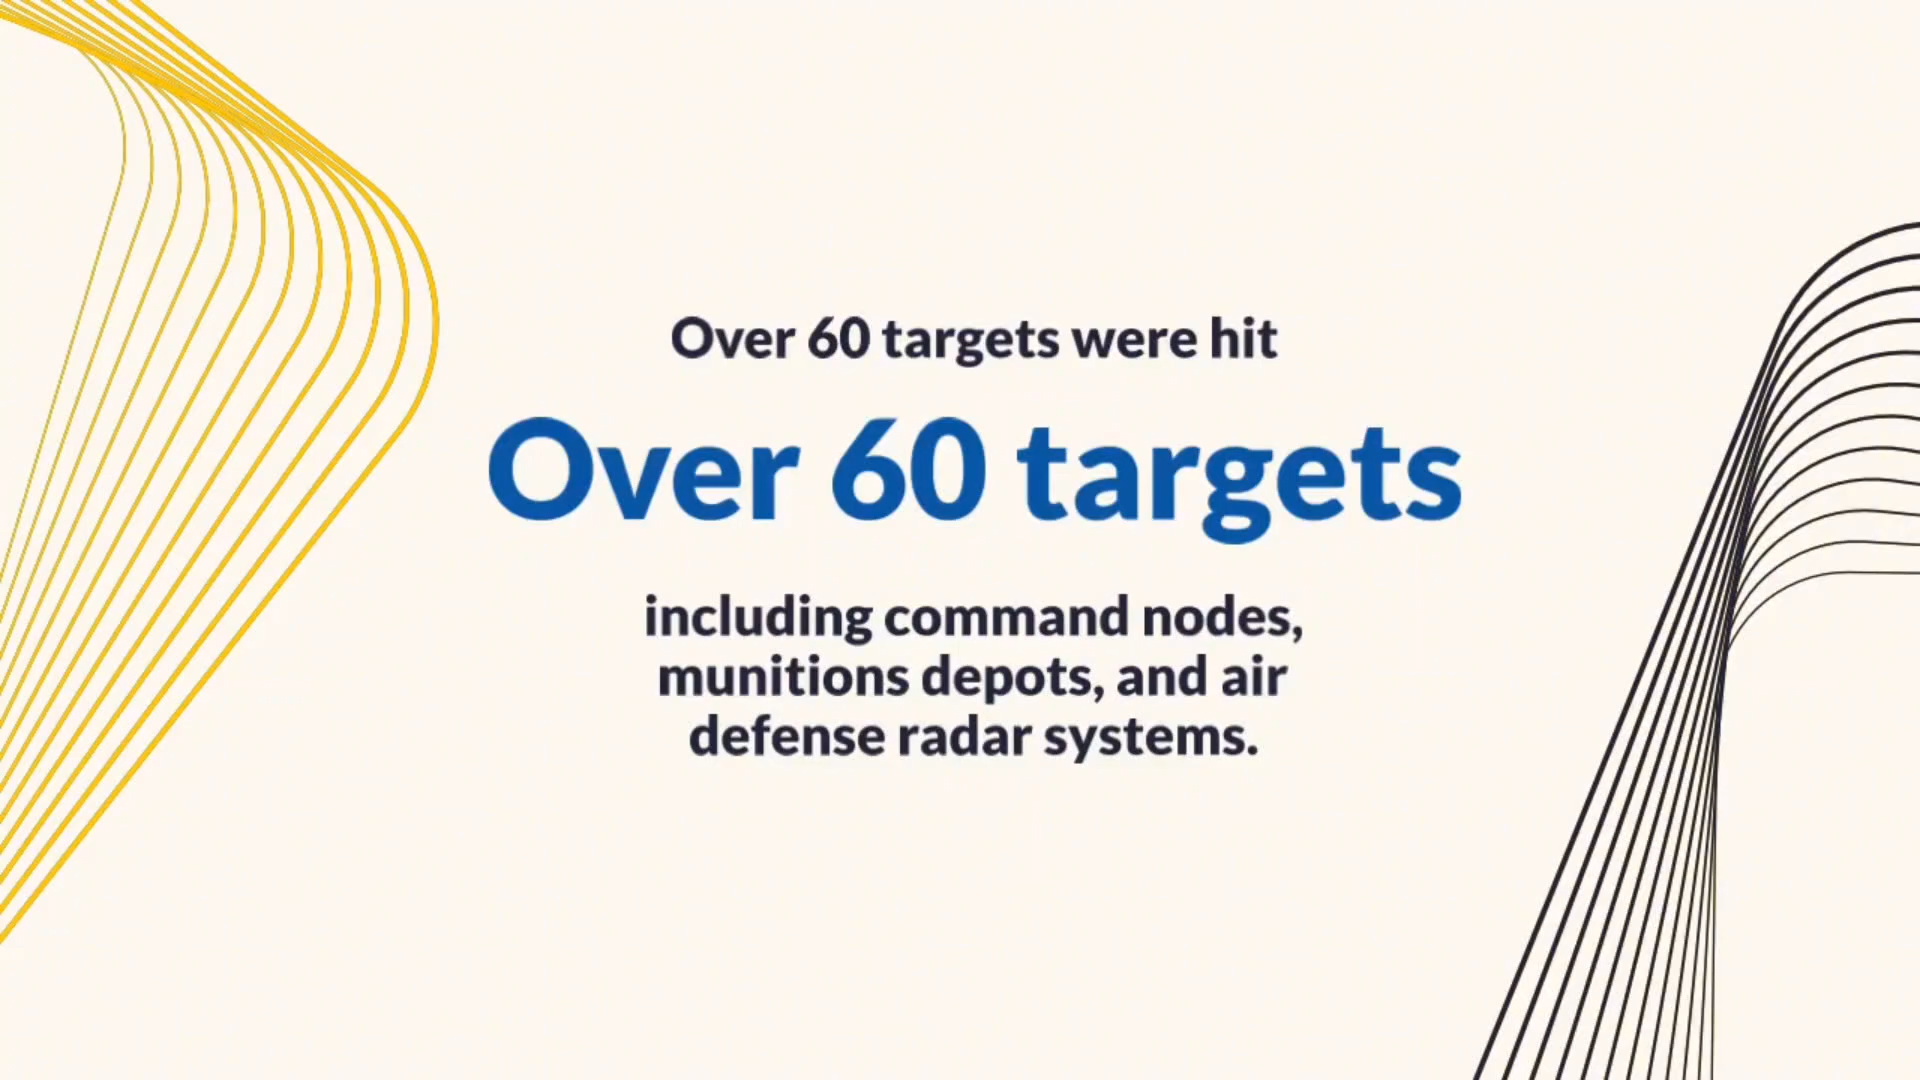 Over 60 targets were hit
Over 60 targets
including command nodes,
munitions depots, and air
defense radar systems.